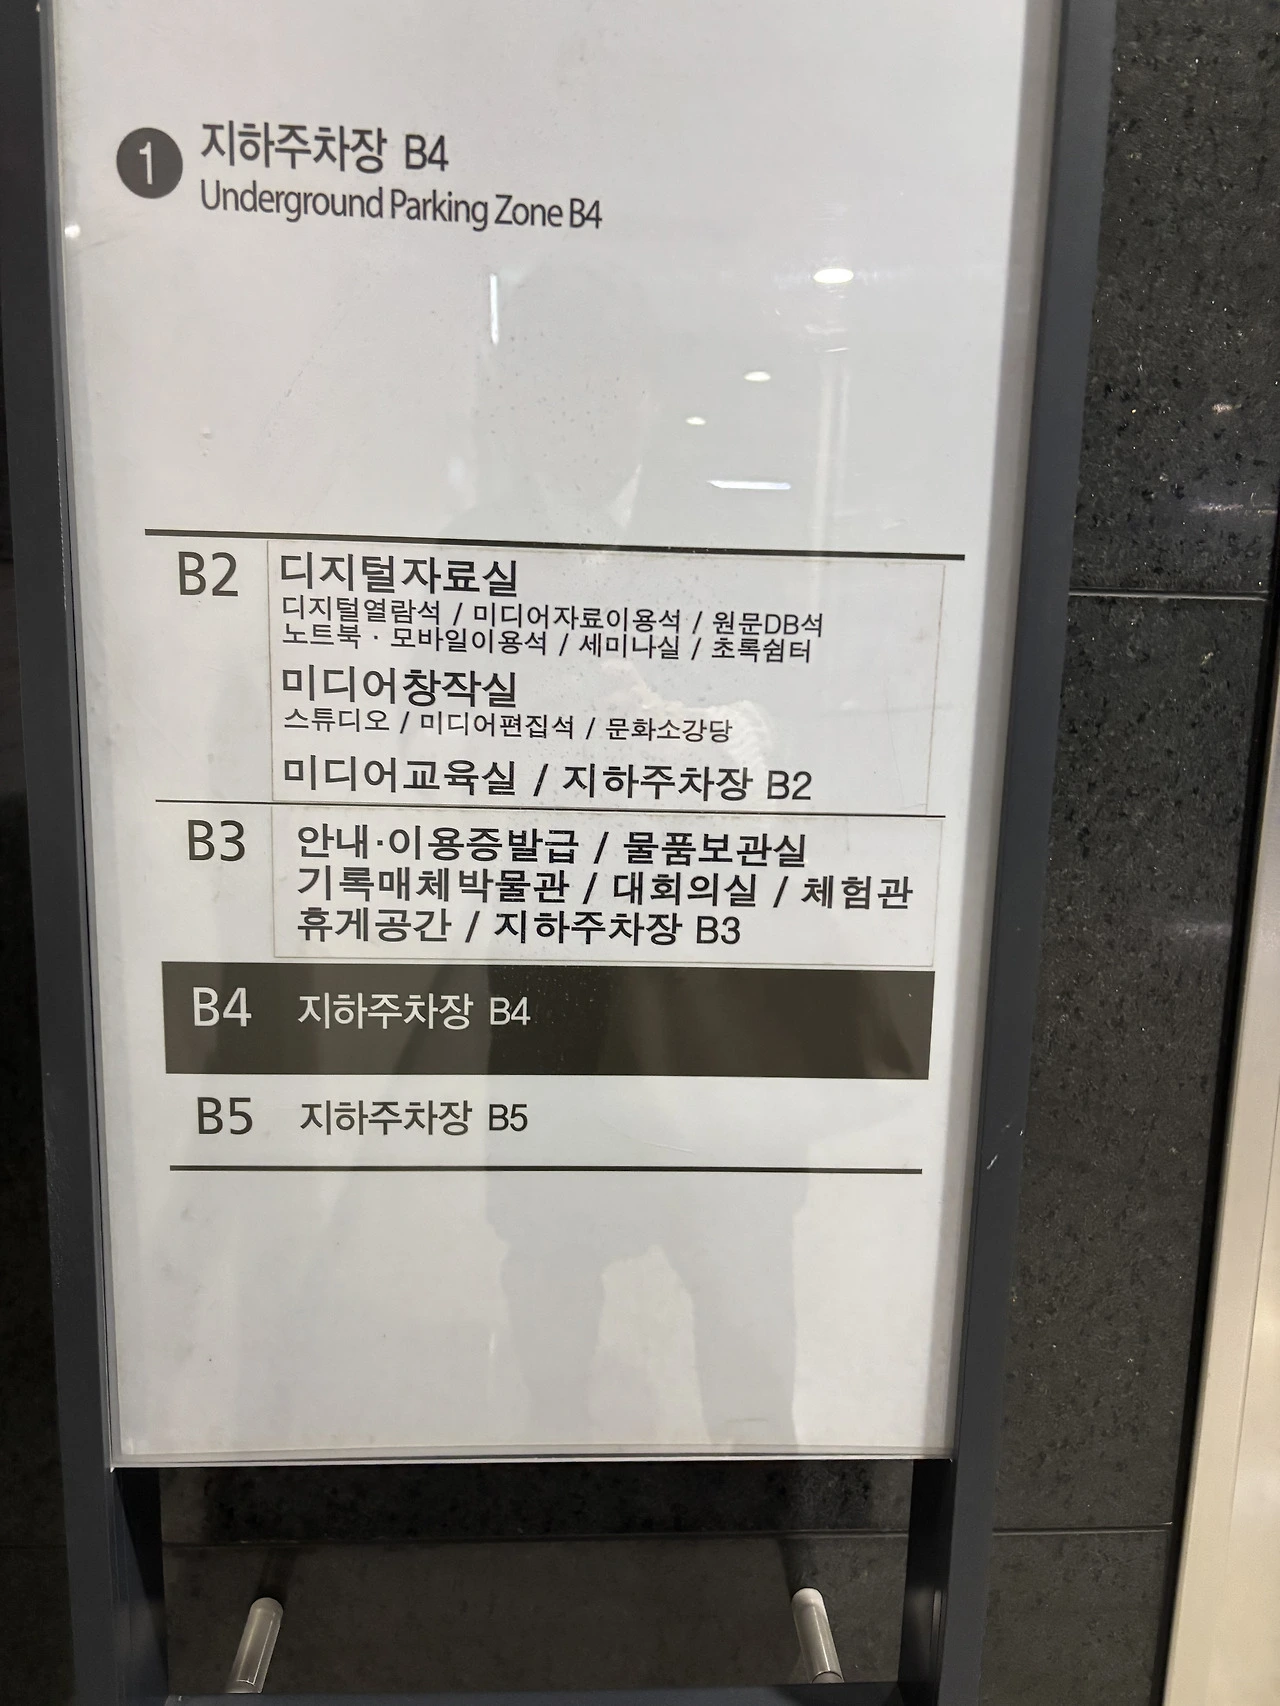 1 지하주차장 B4
Underground Parking Zone B4
B2 디지털자료실
디지털열람석 / 미디어자료이용석 / 원문DB석
노트북 · 모바일이용석 / 세미나실 / 초록쉼터
미디어창작실
스튜디오 / 미디어편집석 / 문화소강당
미디어교육실 / 지하주차장 B2
B3 안내·이용증발급 / 물품보관실
기록매체박물관 / 대회의실 / 체험관
휴게공간 / 지하주차장 B3
B4 지하주차장 B4
B5 지하주차장 B5